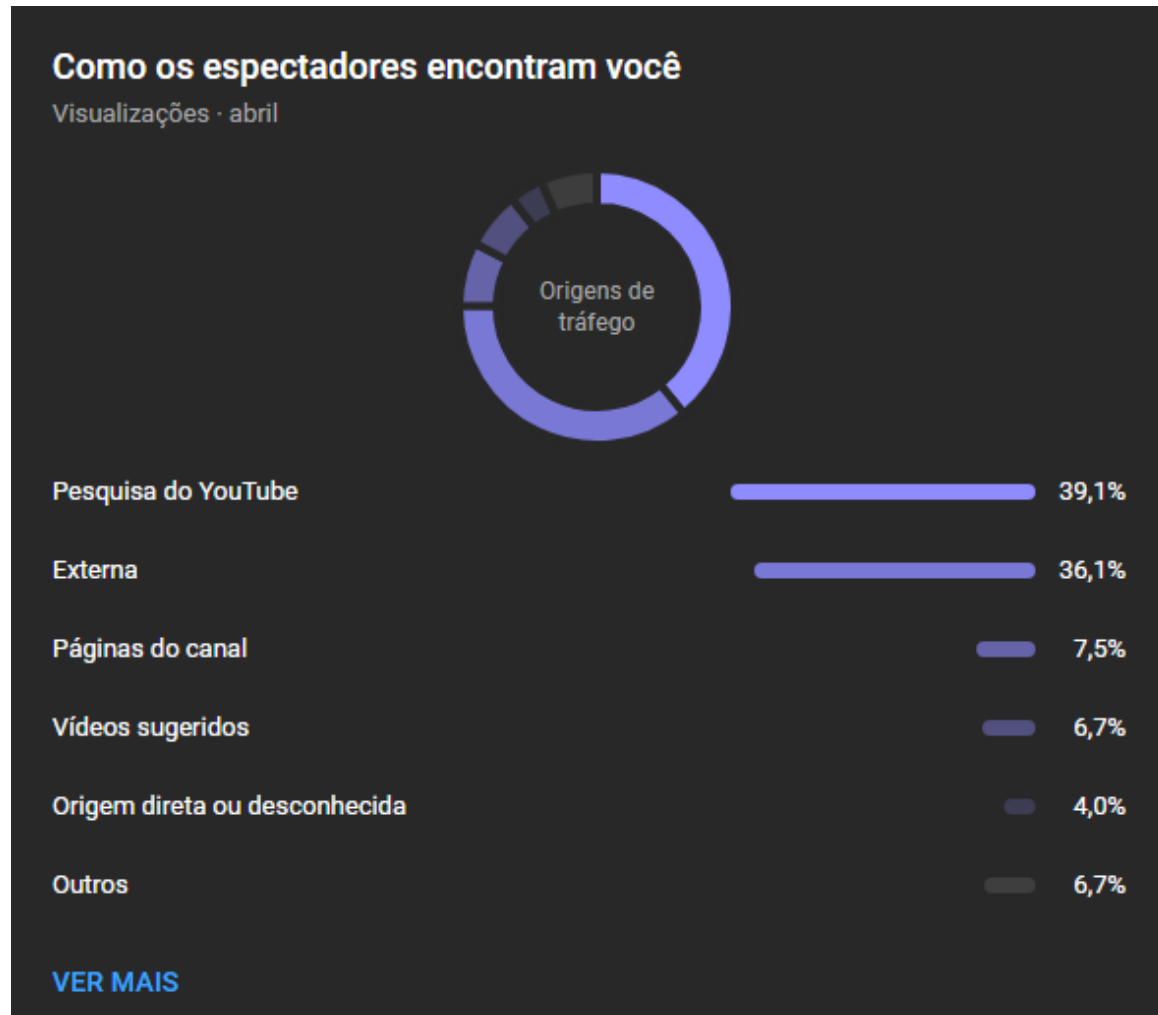 Como os espectadores encontram você
Visualizações · abril
Origens de
tráfego
Pesquisa do YouTube 39,1%
Externa 36,1%
Páginas do canal 7,5%
Vídeos sugeridos 6,7%
Origem direta ou desconhecida 4,0%
Outros 6,7%
VER MAIS